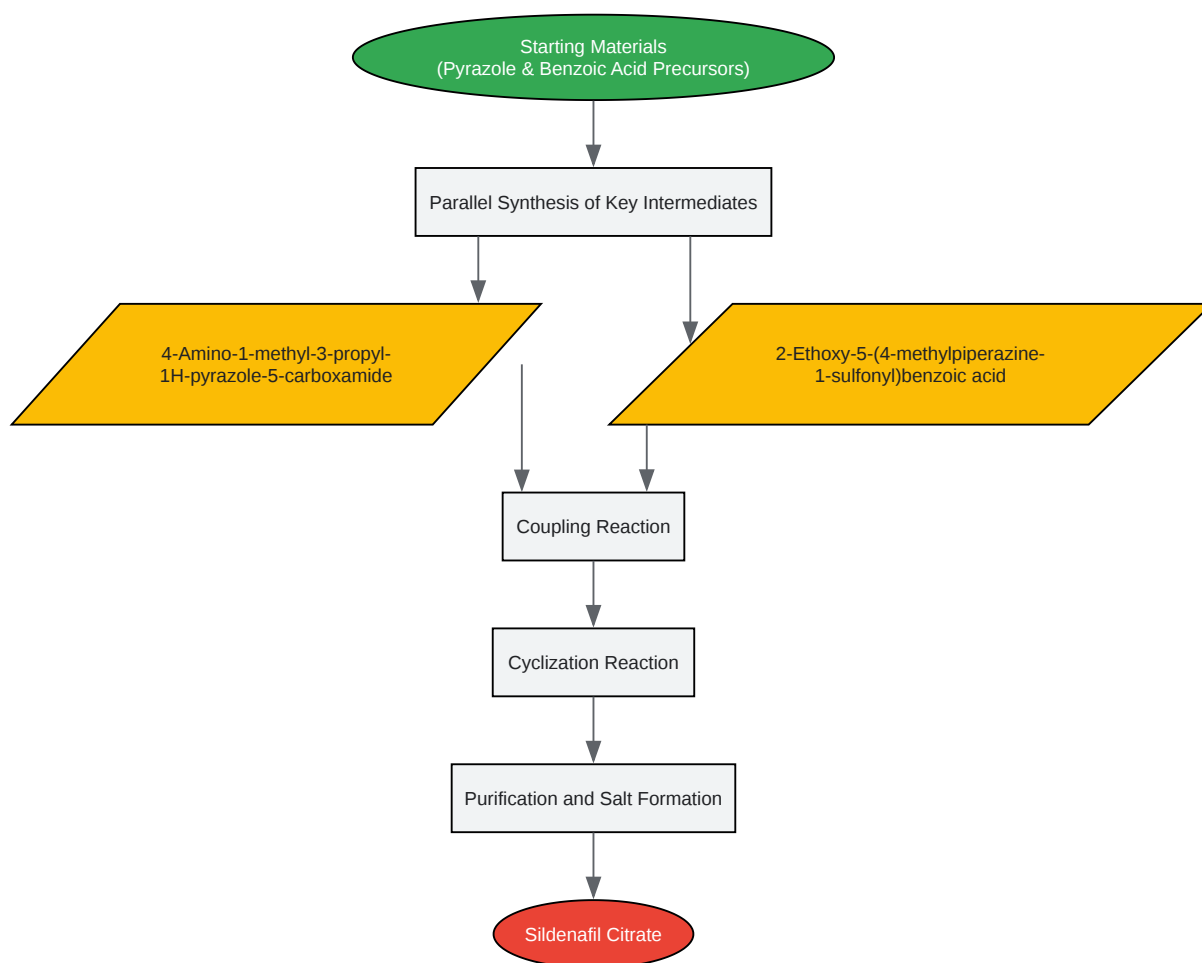 Starting Materials
(Pyrazole & Benzoic Acid Precursors)
Parallel Synthesis of Key Intermediates
4-Amino-1-methyl-3-propyl-
1H-pyrazole-5-carboxamide
2-Ethoxy-5-(4-methylpiperazine-
1-sulfonyl)benzoic acid
Coupling Reaction
Cyclization Reaction
Purification and Salt Formation
Sildenafil Citrate